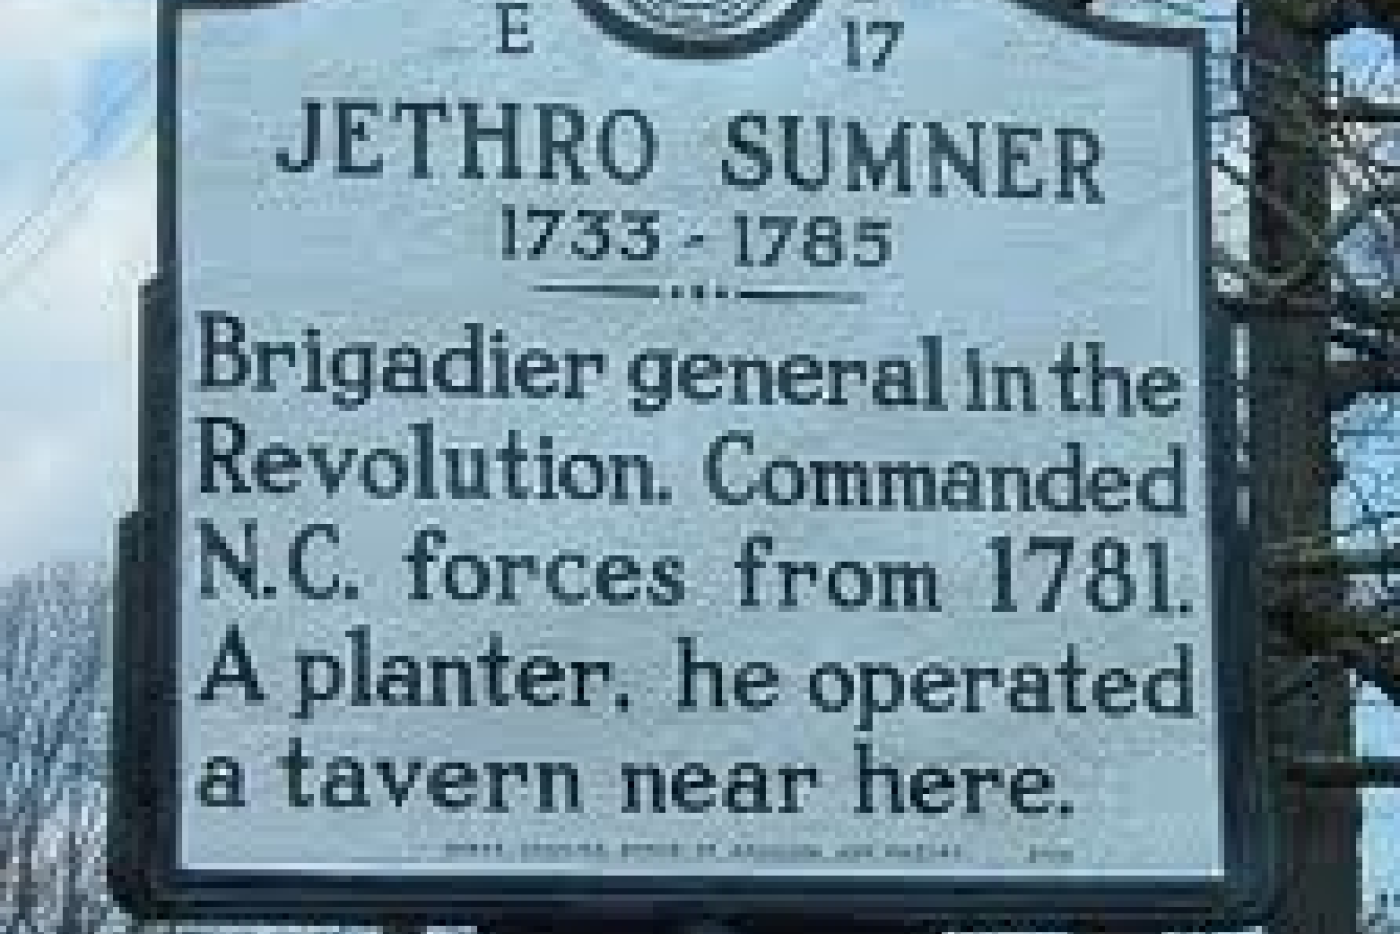 E 17
JETHRO SUMNER
1733 - 1785
Brigadier general in the
Revolution. Commanded
N.C. forces from 1781.
A planter, he operated
a tavern near here.